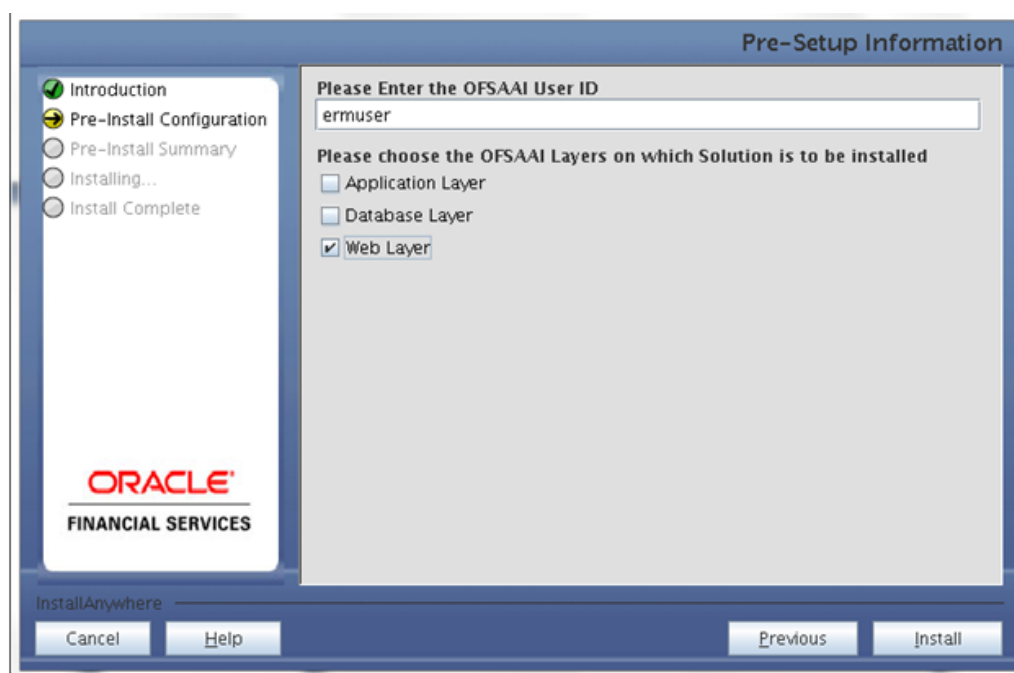 Pre-Setup Information
Introduction
Pre-Install Configuration
Pre-Install Summary
Installing...
Install Complete
ORACLE
FINANCIAL SERVICES
Please Enter the OFSAAI User ID
ermuser
Please choose the OFSAAI Layers on which Solution is to be installed
Application Layer
Database Layer
Web Layer
InstallAnywhere
Cancel
Help
Previous
Install